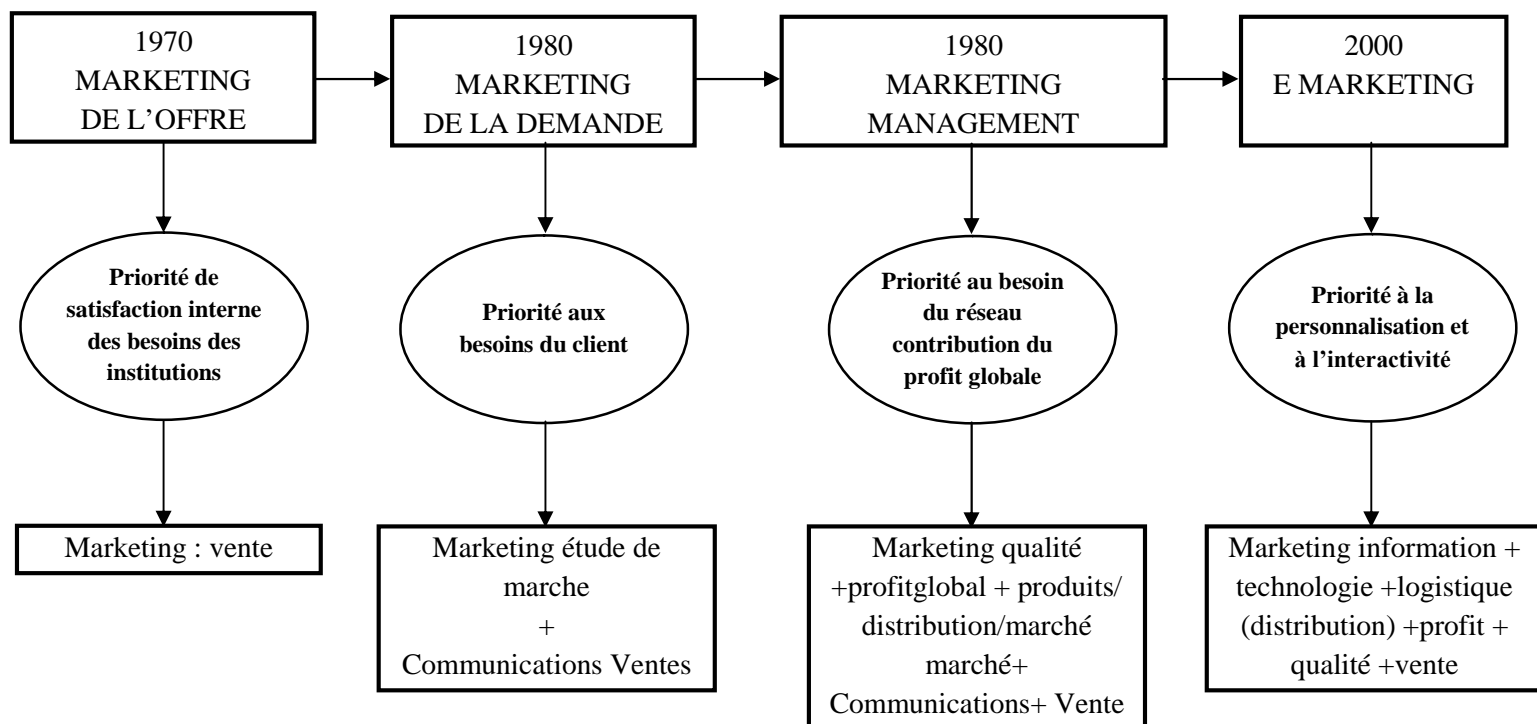 1970
MARKETING
DE L’OFFRE
1980
MARKETING
DE LA DEMANDE
1980
MARKETING
MANAGEMENT
2000
E MARKETING
Priorité de
satisfaction interne
des besoins des
institutions
Priorité aux
besoins du client
Priorité au besoin
du réseau
contribution du
profit globale
Priorité à la
personnalisation et
à l’interactivité
Marketing : vente
Marketing étude de
marche
+
Communications Ventes
Marketing qualité
+profitglobal + produits/
distribution/marché
marché+
Communications+ Vente
Marketing information +
technologie +logistique
(distribution) +profit +
qualité +vente